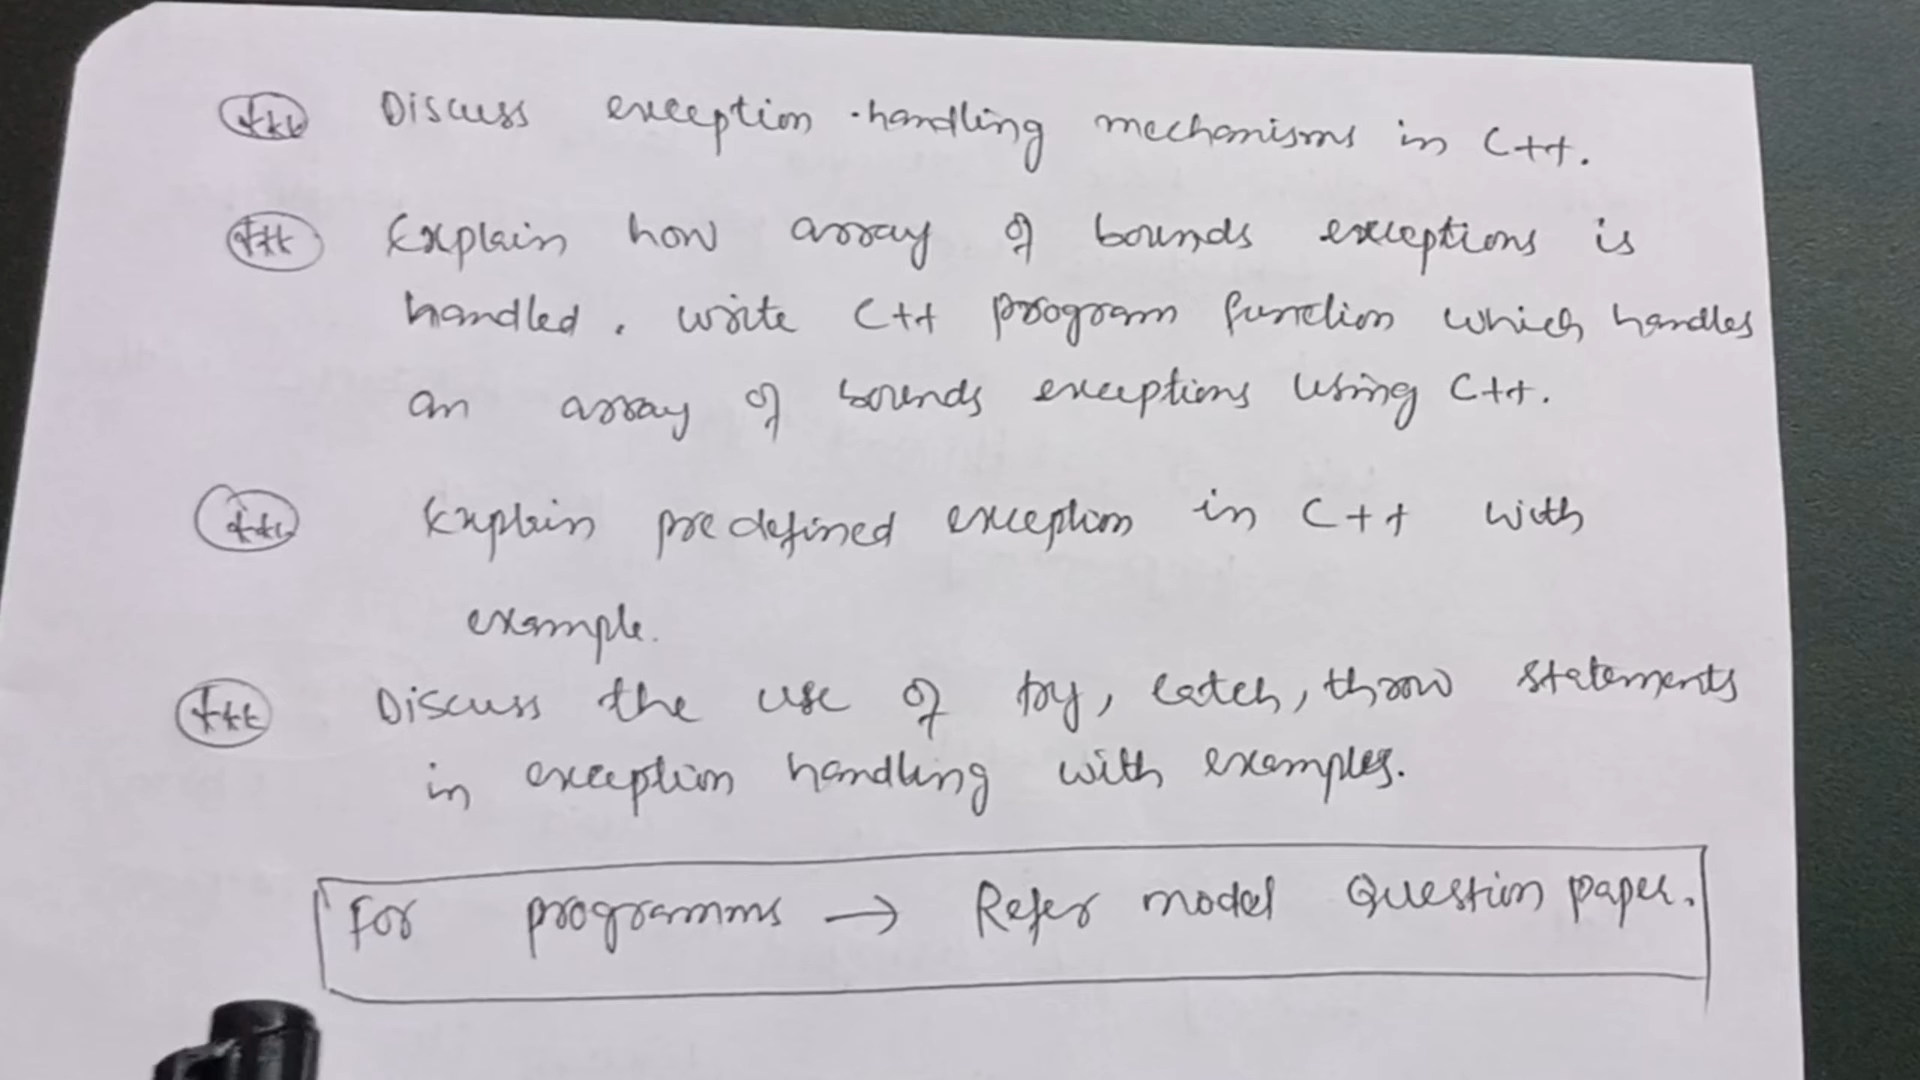 *** Discuss exception-handling mechanisms in C++.
*** Explain how array of bounds exceptions is
handled. write C++ program function which handles
an array of bounds exceptions using C++.
*** Explain predefined exception in C++ with
example.
*** Discuss the use of try, catch, throw statements
in exception handling with examples.
For programms → Refer model Question paper.